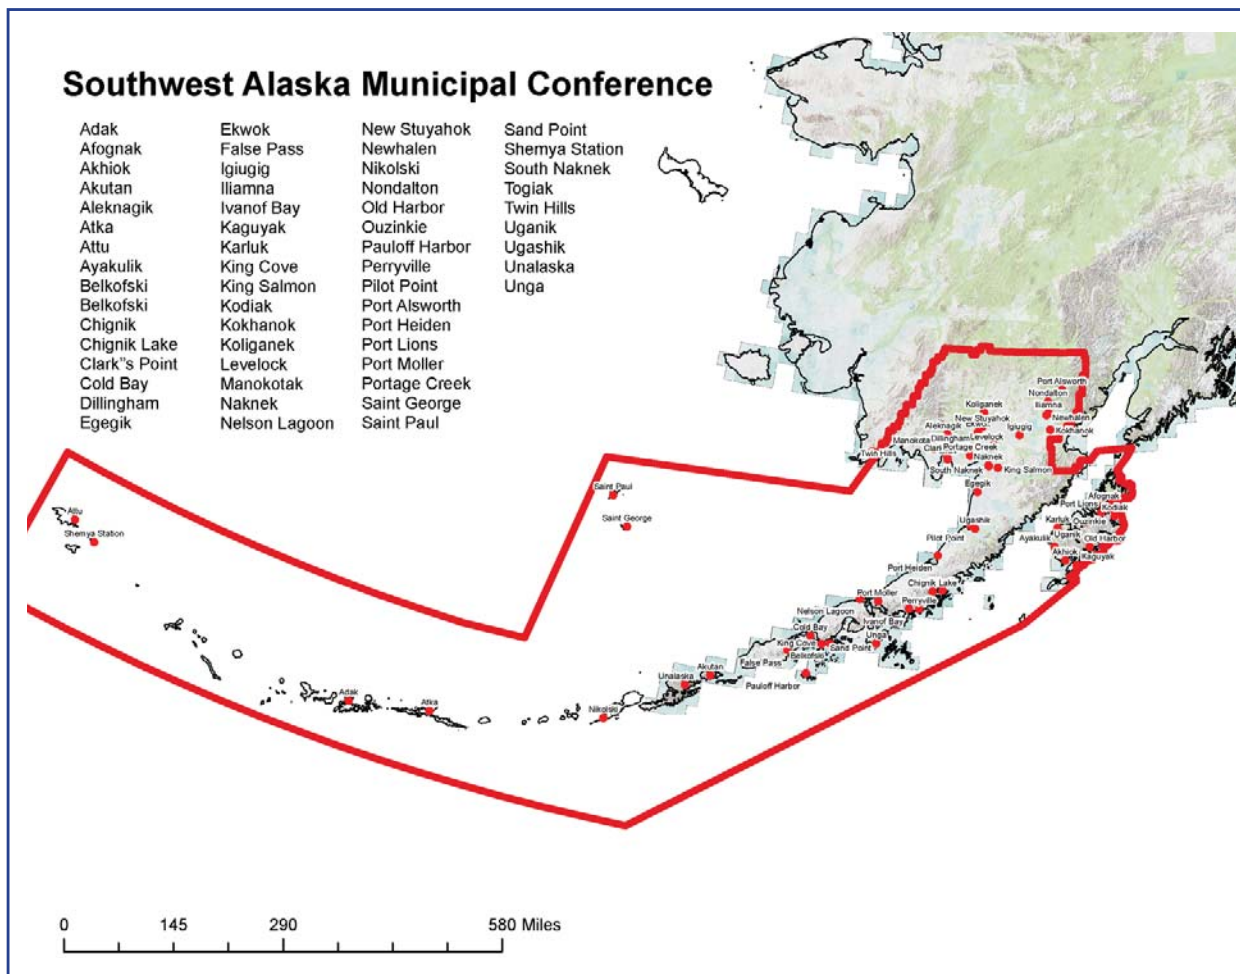 Southwest Alaska Municipal Conference
Adak
Afognak
Akhiok
Akutan
Aleknagik
Atka
Attu
Ayakulik
Belkofski
Belkofski
Chignik
Chignik Lake
Clark"s Point
Cold Bay
Dillingham
Egegik
Ekwok
False Pass
Igiugig
Iliamna
Ivanof Bay
Kaguyak
Karluk
King Cove
King Salmon
Kodiak
Kokhanok
Koliganek
Levelock
Manokotak
Naknek
Nelson Lagoon
New Stuyahok
Newhalen
Nikolski
Nondalton
Old Harbor
Ouzinkie
Pauloff Harbor
Perryville
Pilot Point
Port Alsworth
Port Heiden
Port Lions
Port Moller
Portage Creek
Saint George
Saint Paul
Sand Point
Shemya Station
South Naknek
Togiak
Twin Hills
Uganik
Ugashik
Unalaska
Unga
Port Alsworth
Nondalton
Iliamna
Koliganek
New Stuyahok
Newhalen
Aleknagik
Igiugig
Kokhanok
Manokota
Dillingham
Levelock
Clar
Portage Creek
Twin Hills
Naknek
South Naknek
King Salmon
Egegik
Saint Paul
Afognak
Port Lions
Kodiak
Attu
Saint George
Ugashik
Karluk
Ouzinkie
Shemya Station
Uganik
Pilot Point
Ayakulik
Old Harbor
Akhiok
Kaguyak
Port Heiden
Chignik Lake
Port Moller
Perryville
Nelson Lagoon
Ivanof Bay
Cold Bay
Unga
King Cove
Sand Point
Belkofski
False Pass
Akutan
Unalaska
Pauloff Harbor
Adak
Atka
Nikolski
0 145 290 580 Miles